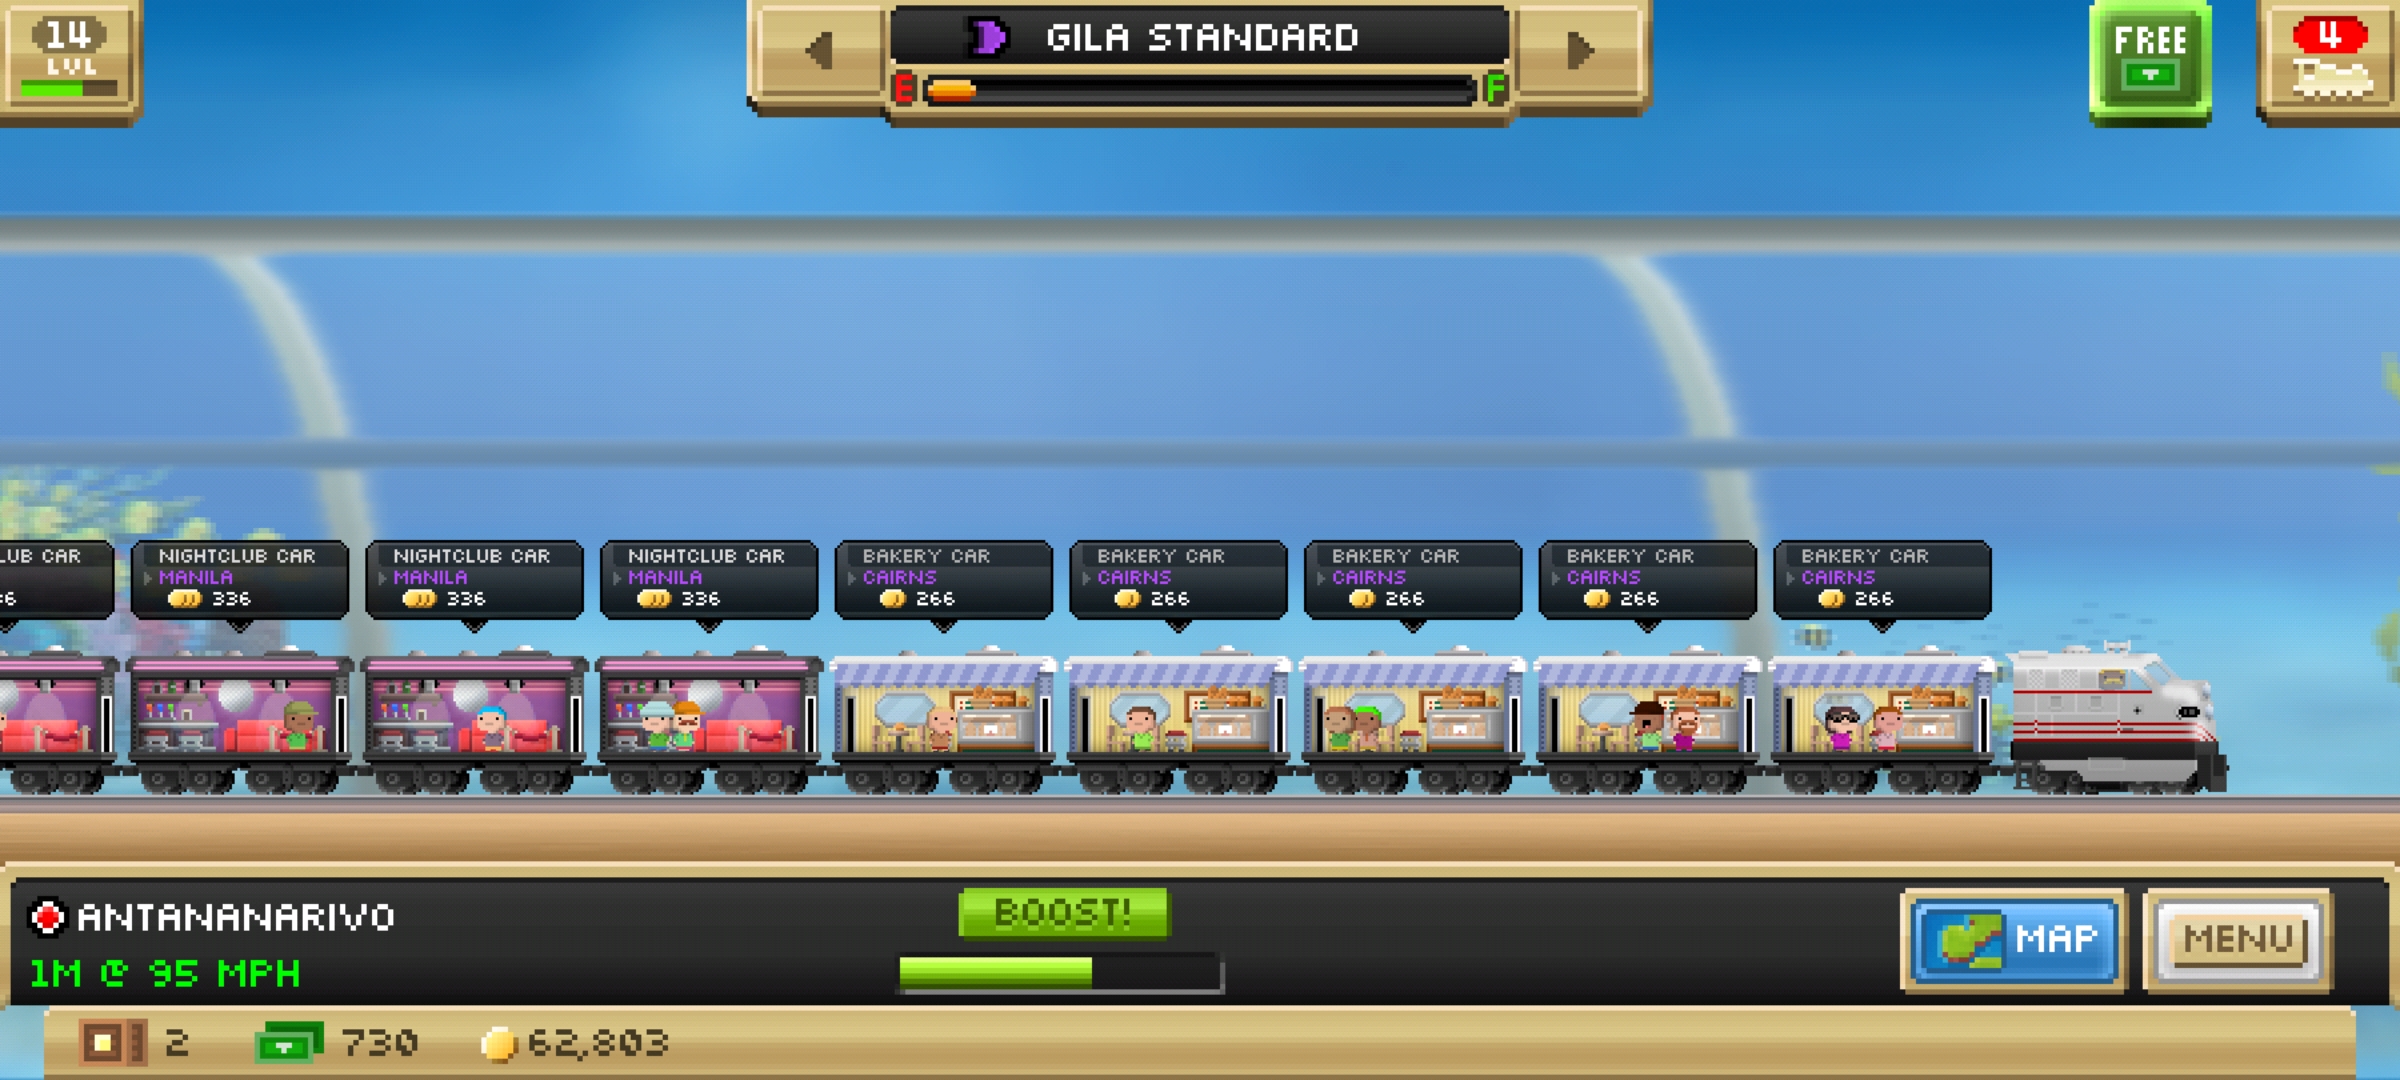 14
LVL
GILA STANDARD
E F
FREE
4
LUB CAR
NIGHTCLUB CAR
MANILA
336
NIGHTCLUB CAR
MANILA
336
NIGHTCLUB CAR
MANILA
336
BAKERY CAR
CAIRNS
266
BAKERY CAR
CAIRNS
266
BAKERY CAR
CAIRNS
266
BAKERY CAR
CAIRNS
266
BAKERY CAR
CAIRNS
266
ANTANANARIVO
1M @ 95 MPH
BOOST!
MAP
MENU
2
730
62,803